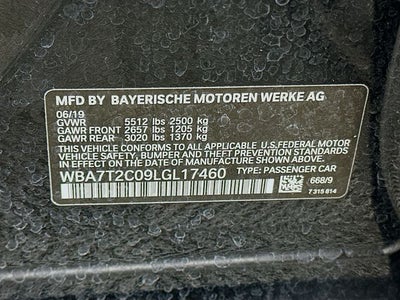 MFD BY BAYERISCHE MOTOREN WERKE AG
06/19
GVWR 5512 lbs 2500 kg
GAWR FRONT 2657 lbs 1205 kg
GAWR REAR 3020 lbs 1370 kg
THIS VEHICLE CONFORMS TO ALL APPLICABLE U.S.FEDERAL MOTOR
VEHICLE SAFETY, BUMPER, AND THEFT PREVENTION STANDARDS
IN EFFECT ON THE DATE OF MANUFACTURE SHOWN ABOVE.
WBA7T2C09LGL17460 TYPE: PASSENGER CAR
668/9
7 315 814